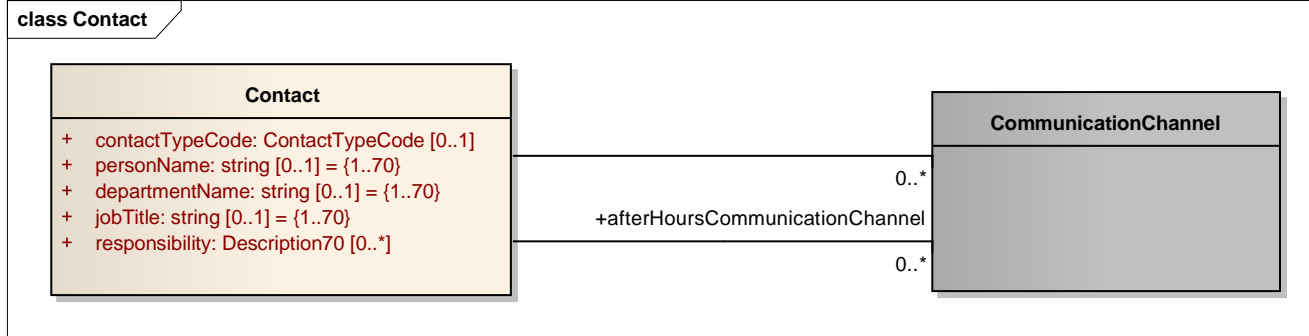 class Contact
Contact
+ contactTypeCode: ContactTypeCode [0..1]
+ personName: string [0..1] = {1..70}
+ departmentName: string [0..1] = {1..70}
+ jobTitle: string [0..1] = {1..70}
+ responsibility: Description70 [0..*]
CommunicationChannel
0..*
+afterHoursCommunicationChannel
0..*